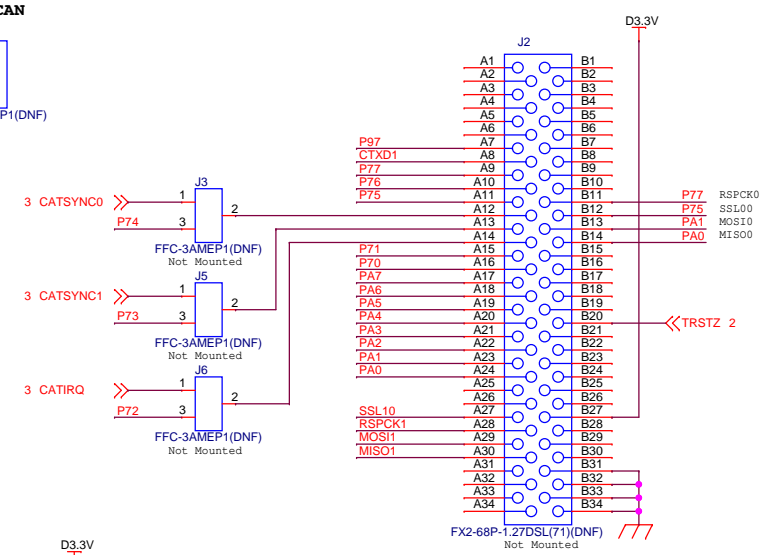 CAN
P1(DNF)
D3.3V
J2
A1 B1
A2 B2
A3 B3
A4 B4
A5 B5
A6 B6
P97 A7 B7
CTXD1 A8 B8
P77 A9 B9
P76 A10 B10
P75 A11 B11 P77 RSPCK0
A12 B12 P75 SSL00
A13 B13 PA1 MOSI0
A14 B14 PA0 MISO0
P71 A15 B15
P70 A16 B16
PA7 A17 B17
PA6 A18 B18
PA5 A19 B19
PA4 A20 B20 TRSTZ 2
PA3 A21 B21
PA2 A22 B22
PA1 A23 B23
PA0 A24 B24
A25 B25
A26 B26
SSL10 A27 B27
RSPCK1 A28 B28
MOSI1 A29 B29
MISO1 A30 B30
A31 B31
A32 B32
A33 B33
A34 B34
FX2-68P-1.27DSL(71)(DNF)
Not Mounted
J3
3 CATSYNC0 1
2
P74 3
FFC-3AMEP1(DNF)
Not Mounted
J5
3 CATSYNC1 1
2
P73 3
FFC-3AMEP1(DNF)
Not Mounted
J6
3 CATIRQ 1
2
P72 3
FFC-3AMEP1(DNF)
Not Mounted
D3.3V